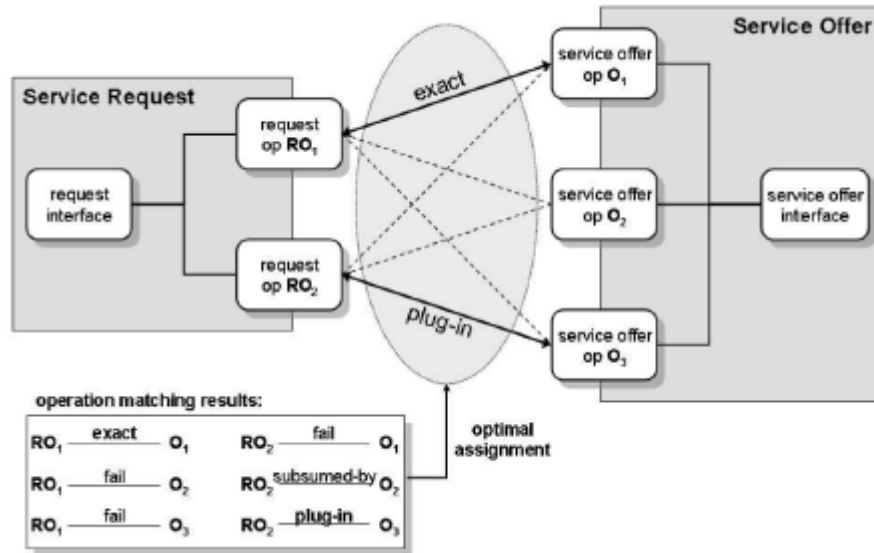 Service Offer
service offer
op O₁
Service Request
exact
request
op RO₁
request
interface
service offer
op O₂
service offer
interface
request
op RO₂
plug-in
service offer
op O₃
operation matching results:
optimal
assignment
RO₁ exact O₁ RO₂ fail O₁
RO₁ fail O₂ RO₂ subsumed-by O₂
RO₁ fail O₃ RO₂ plug-in O₃